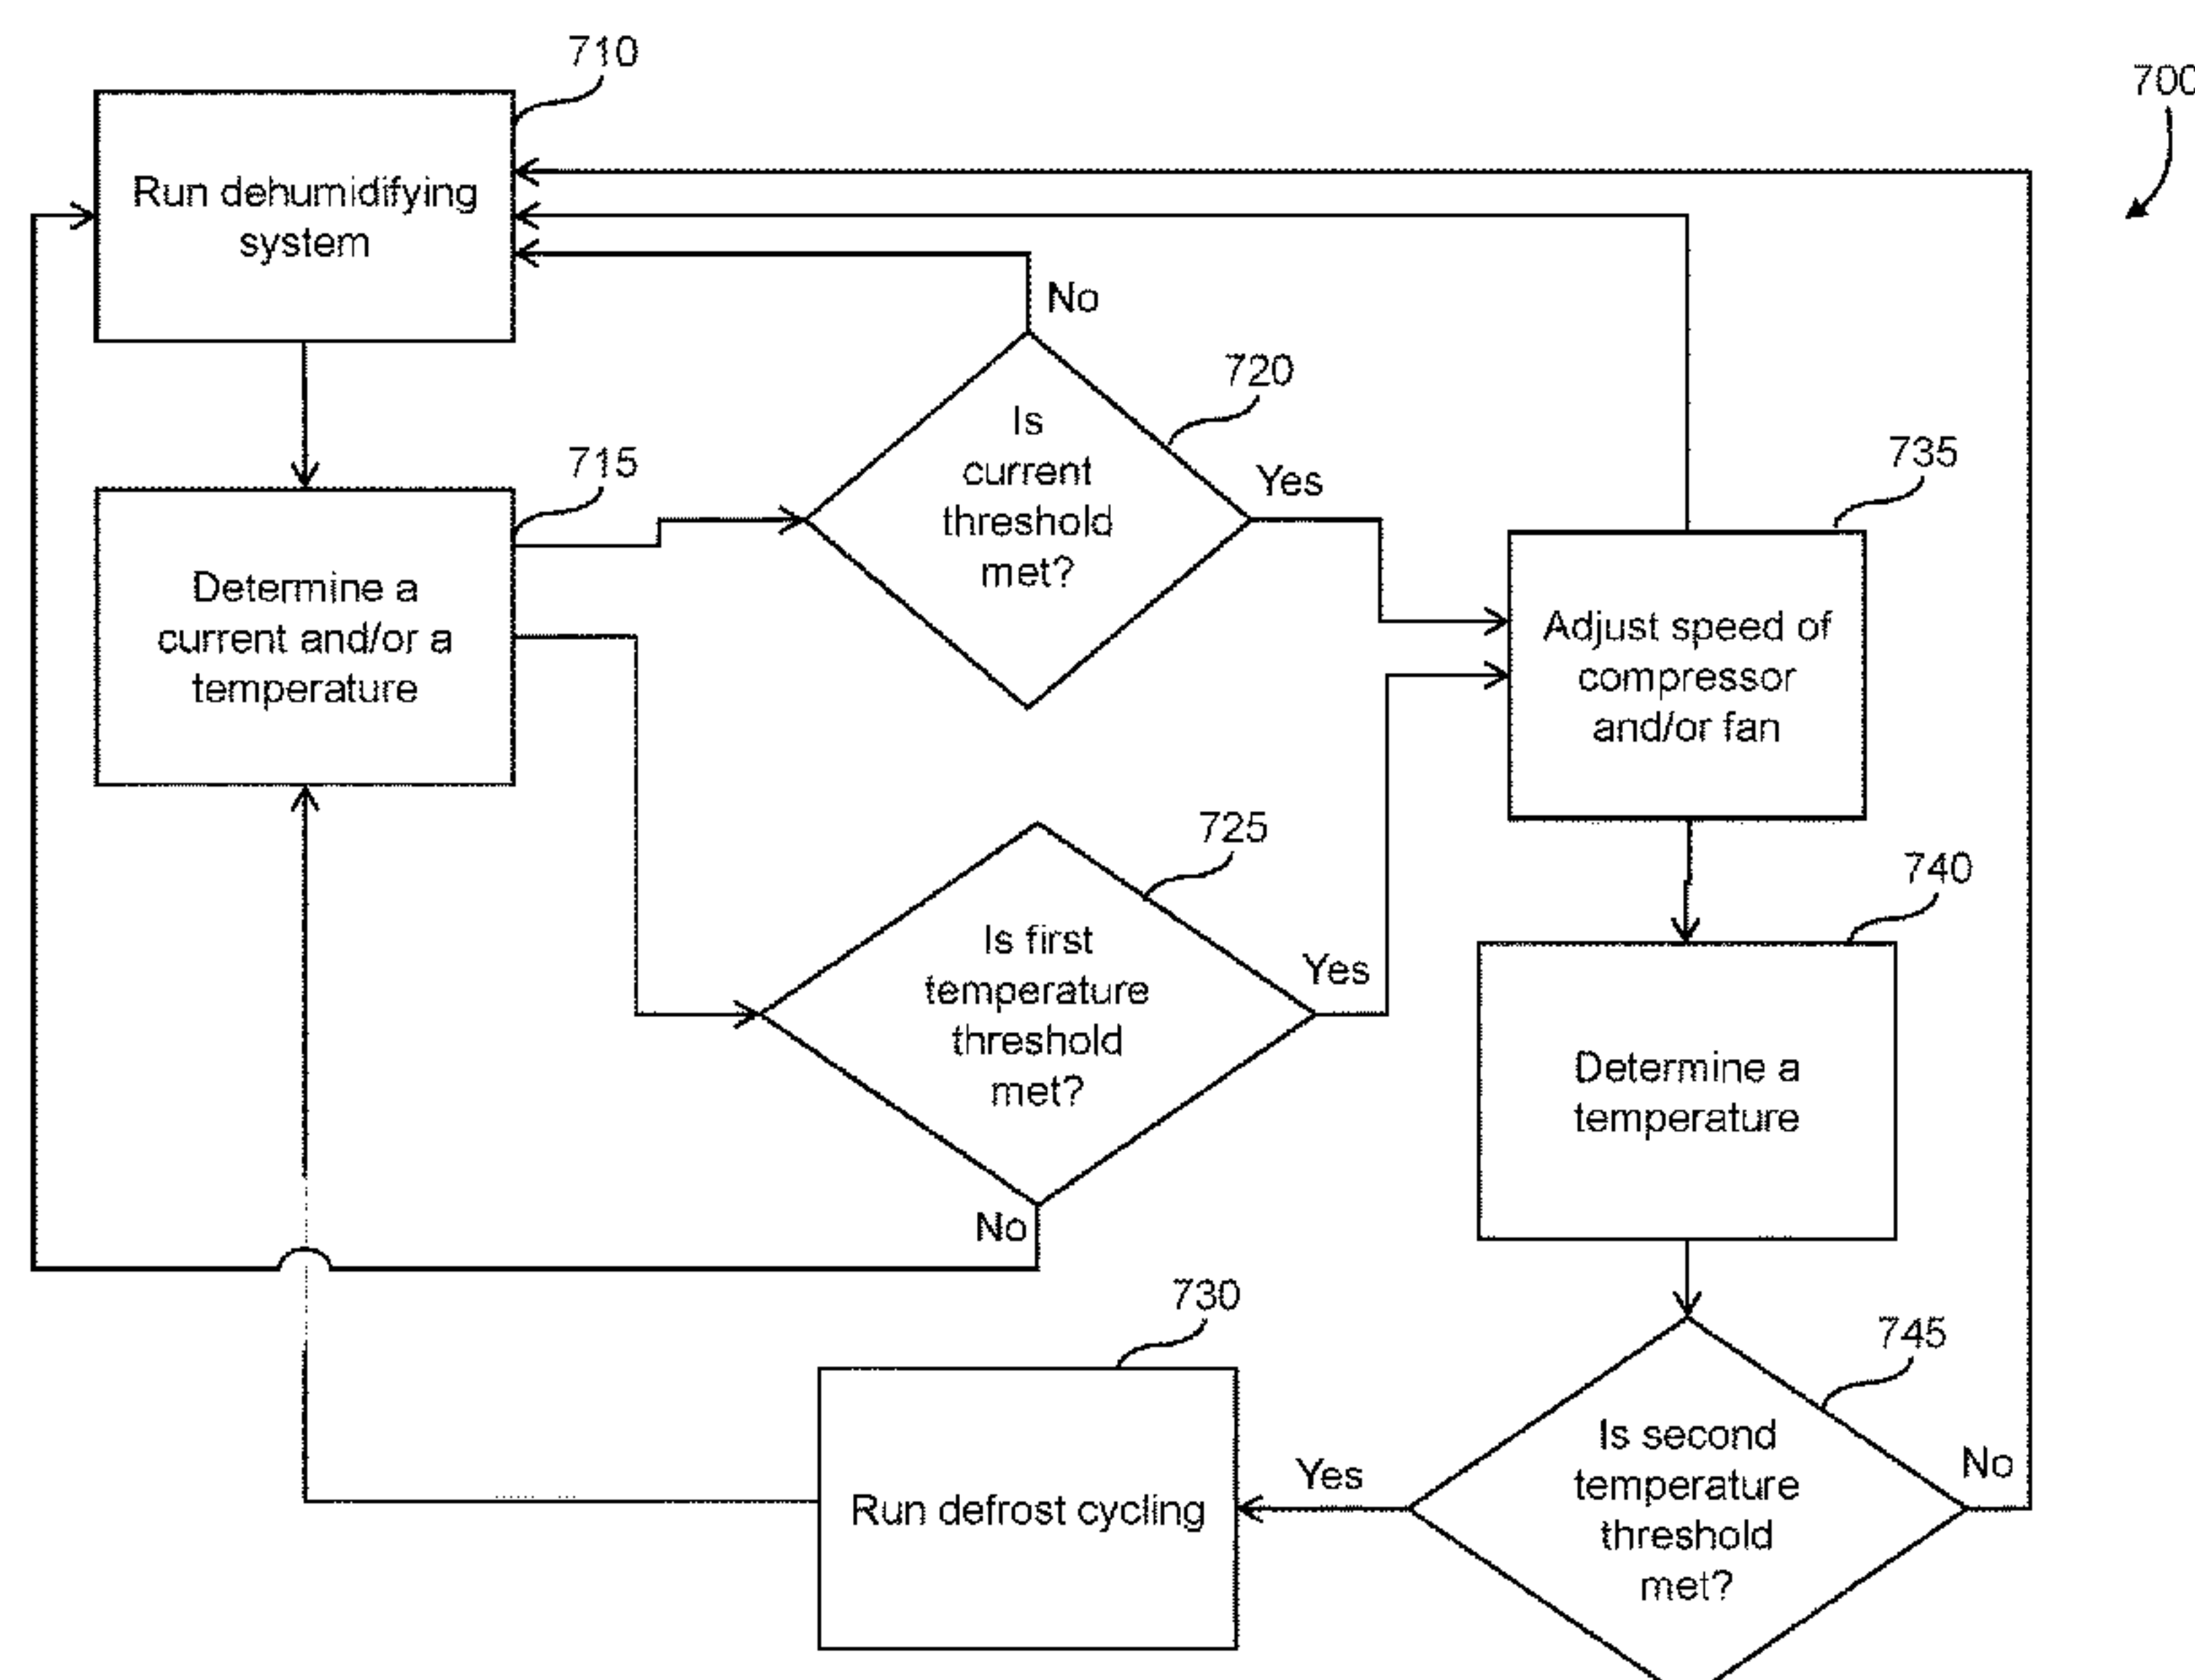 710
700
Run dehumidifying
system
No
720
Is
current
threshold
met?
Yes
735
715
Determine a
current and/or a
temperature
Adjust speed of
compressor
and/or fan
725
Is first
temperature
threshold
met?
Yes
No
740
Determine a
temperature
730
Run defrost cycling
745
Yes
Is second
temperature
threshold
met?
No